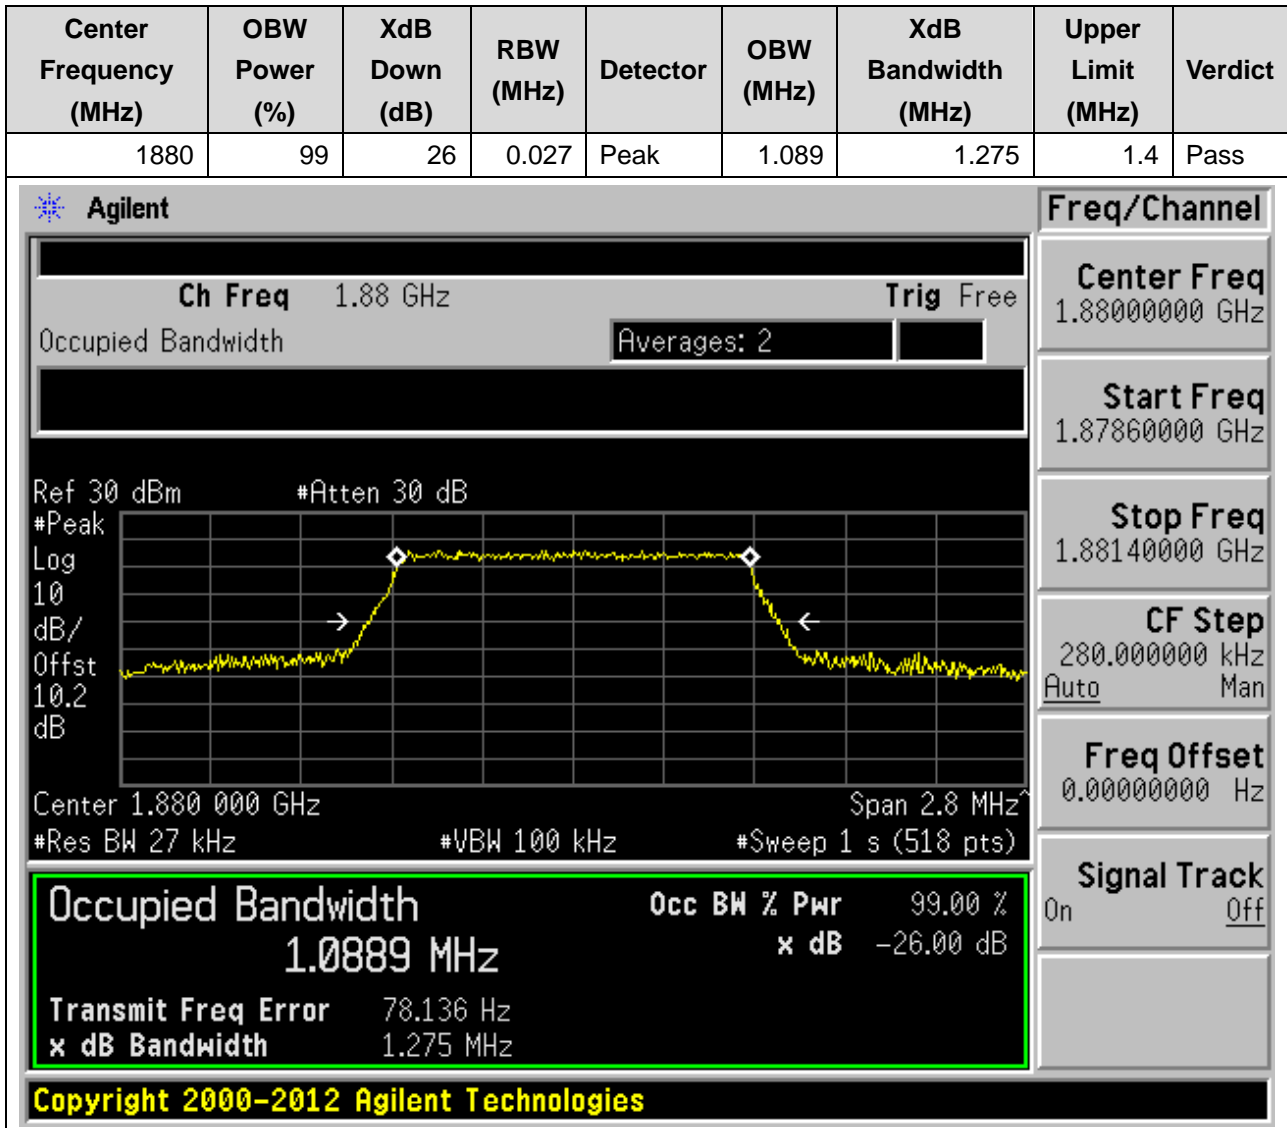 Center Frequency (MHz) OBW Power (%) XdB Down (dB) RBW (MHz) Detector OBW (MHz) XdB Bandwidth (MHz) Upper Limit (MHz) Verdict
1880 99 26 0.027 Peak 1.089 1.275 1.4 Pass
Agilent
Freq/Channel
Ch Freq 1.88 GHz Trig Free
Occupied Bandwidth Averages: 2
Center Freq
1.88000000 GHz
Start Freq
1.87860000 GHz
Stop Freq
1.88140000 GHz
CF Step
280.000000 kHz
Auto Man
Freq Offset
0.00000000 Hz
Signal Track
On Off
Ref 30 dBm #Atten 30 dB
#Peak
Log
10
dB/
Offst
10.2
dB
Center 1.880 000 GHz Span 2.8 MHz^
#Res BW 27 kHz #VBW 100 kHz #Sweep 1 s (518 pts)
Occupied Bandwidth Occ BW % Pwr 99.00 %
1.0889 MHz x dB -26.00 dB
Transmit Freq Error 78.136 Hz
x dB Bandwidth 1.275 MHz
Copyright 2000-2012 Agilent Technologies